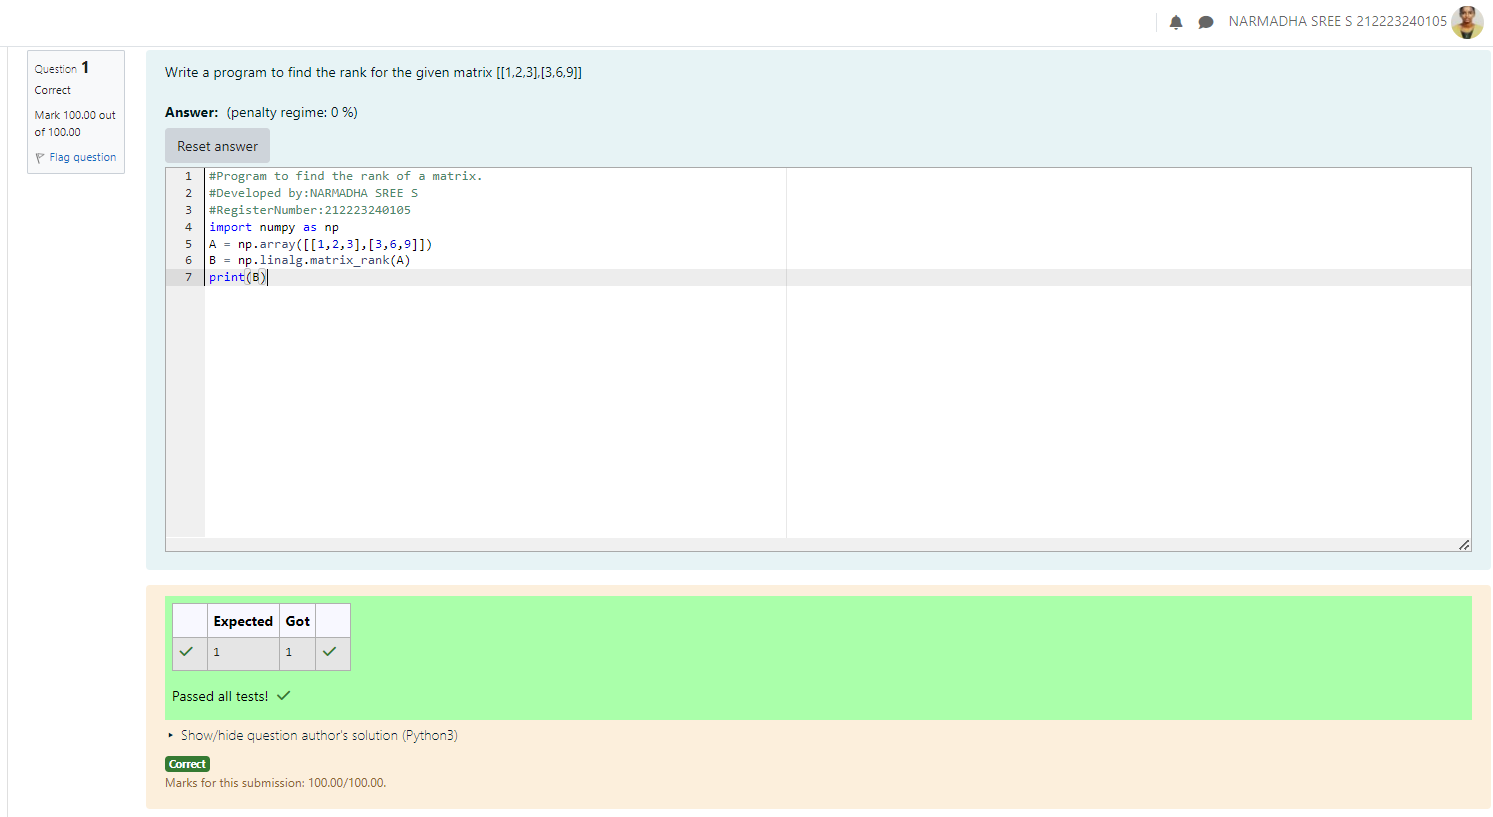 NARMADHA SREE S 212223240105
Question 1
Correct
Mark 100.00 out
of 100.00
Flag question
Write a program to find the rank for the given matrix [[1,2,3],[3,6,9]]
Answer: (penalty regime: 0 %)
Reset answer
1 #Program to find the rank of a matrix.
2 #Developed by:NARMADHA SREE S
3 #RegisterNumber:212223240105
4 import numpy as np
5 A = np.array([[1,2,3],[3,6,9]])
6 B = np.linalg.matrix_rank(A)
7 print(B)
Expected Got
1 1
Passed all tests!
Show/hide question author's solution (Python3)
Correct
Marks for this submission: 100.00/100.00.